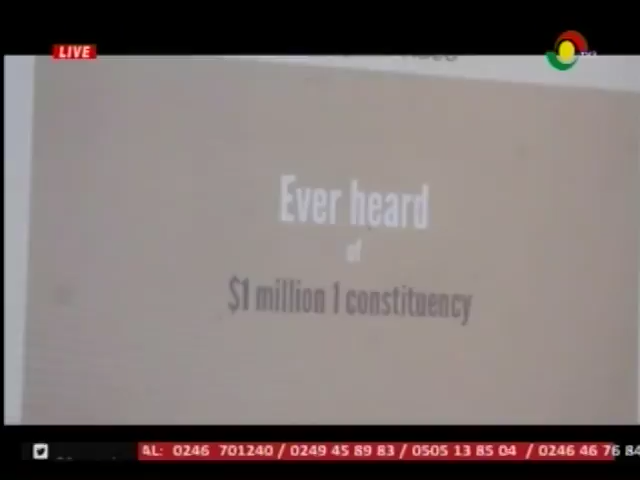 LIVE
Ever heard
of
$1 million 1 constituency
AL: 0246 701240 / 0249 45 89 83 / 0505 13 85 04 / 0246 46 76 84